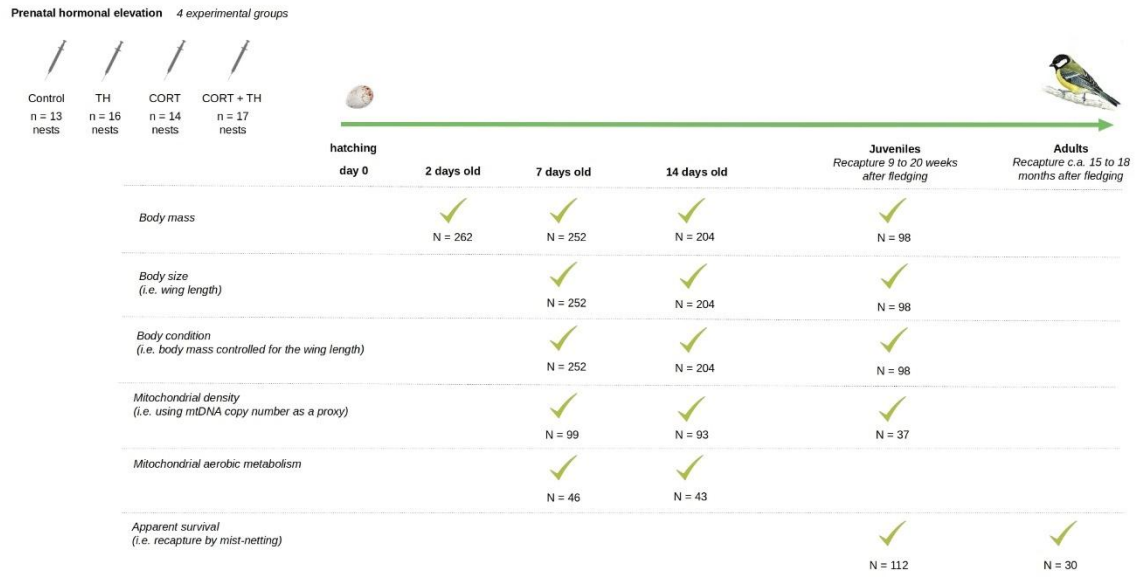 Prenatal hormonal elevation 4 experimental groups
Control TH CORT CORT + TH
n = 13 n = 16 n = 14 n = 17
nests nests nests nests
hatching Juveniles Adults
day 0 2 days old 7 days old 14 days old Recapture 9 to 20 weeks Recapture c.a. 15 to 18
after fledging months after fledging
Body mass
N = 262 N = 252 N = 204 N = 98
Body size
(i.e. wing length)
N = 252 N = 204 N = 98
Body condition
(i.e. body mass controlled for the wing length)
N = 252 N = 204 N = 98
Mitochondrial density
(i.e. using mtDNA copy number as a proxy)
N = 99 N = 93 N = 37
Mitochondrial aerobic metabolism
N = 46 N = 43
Apparent survival
(i.e. recapture by mist-netting)
N = 112 N = 30